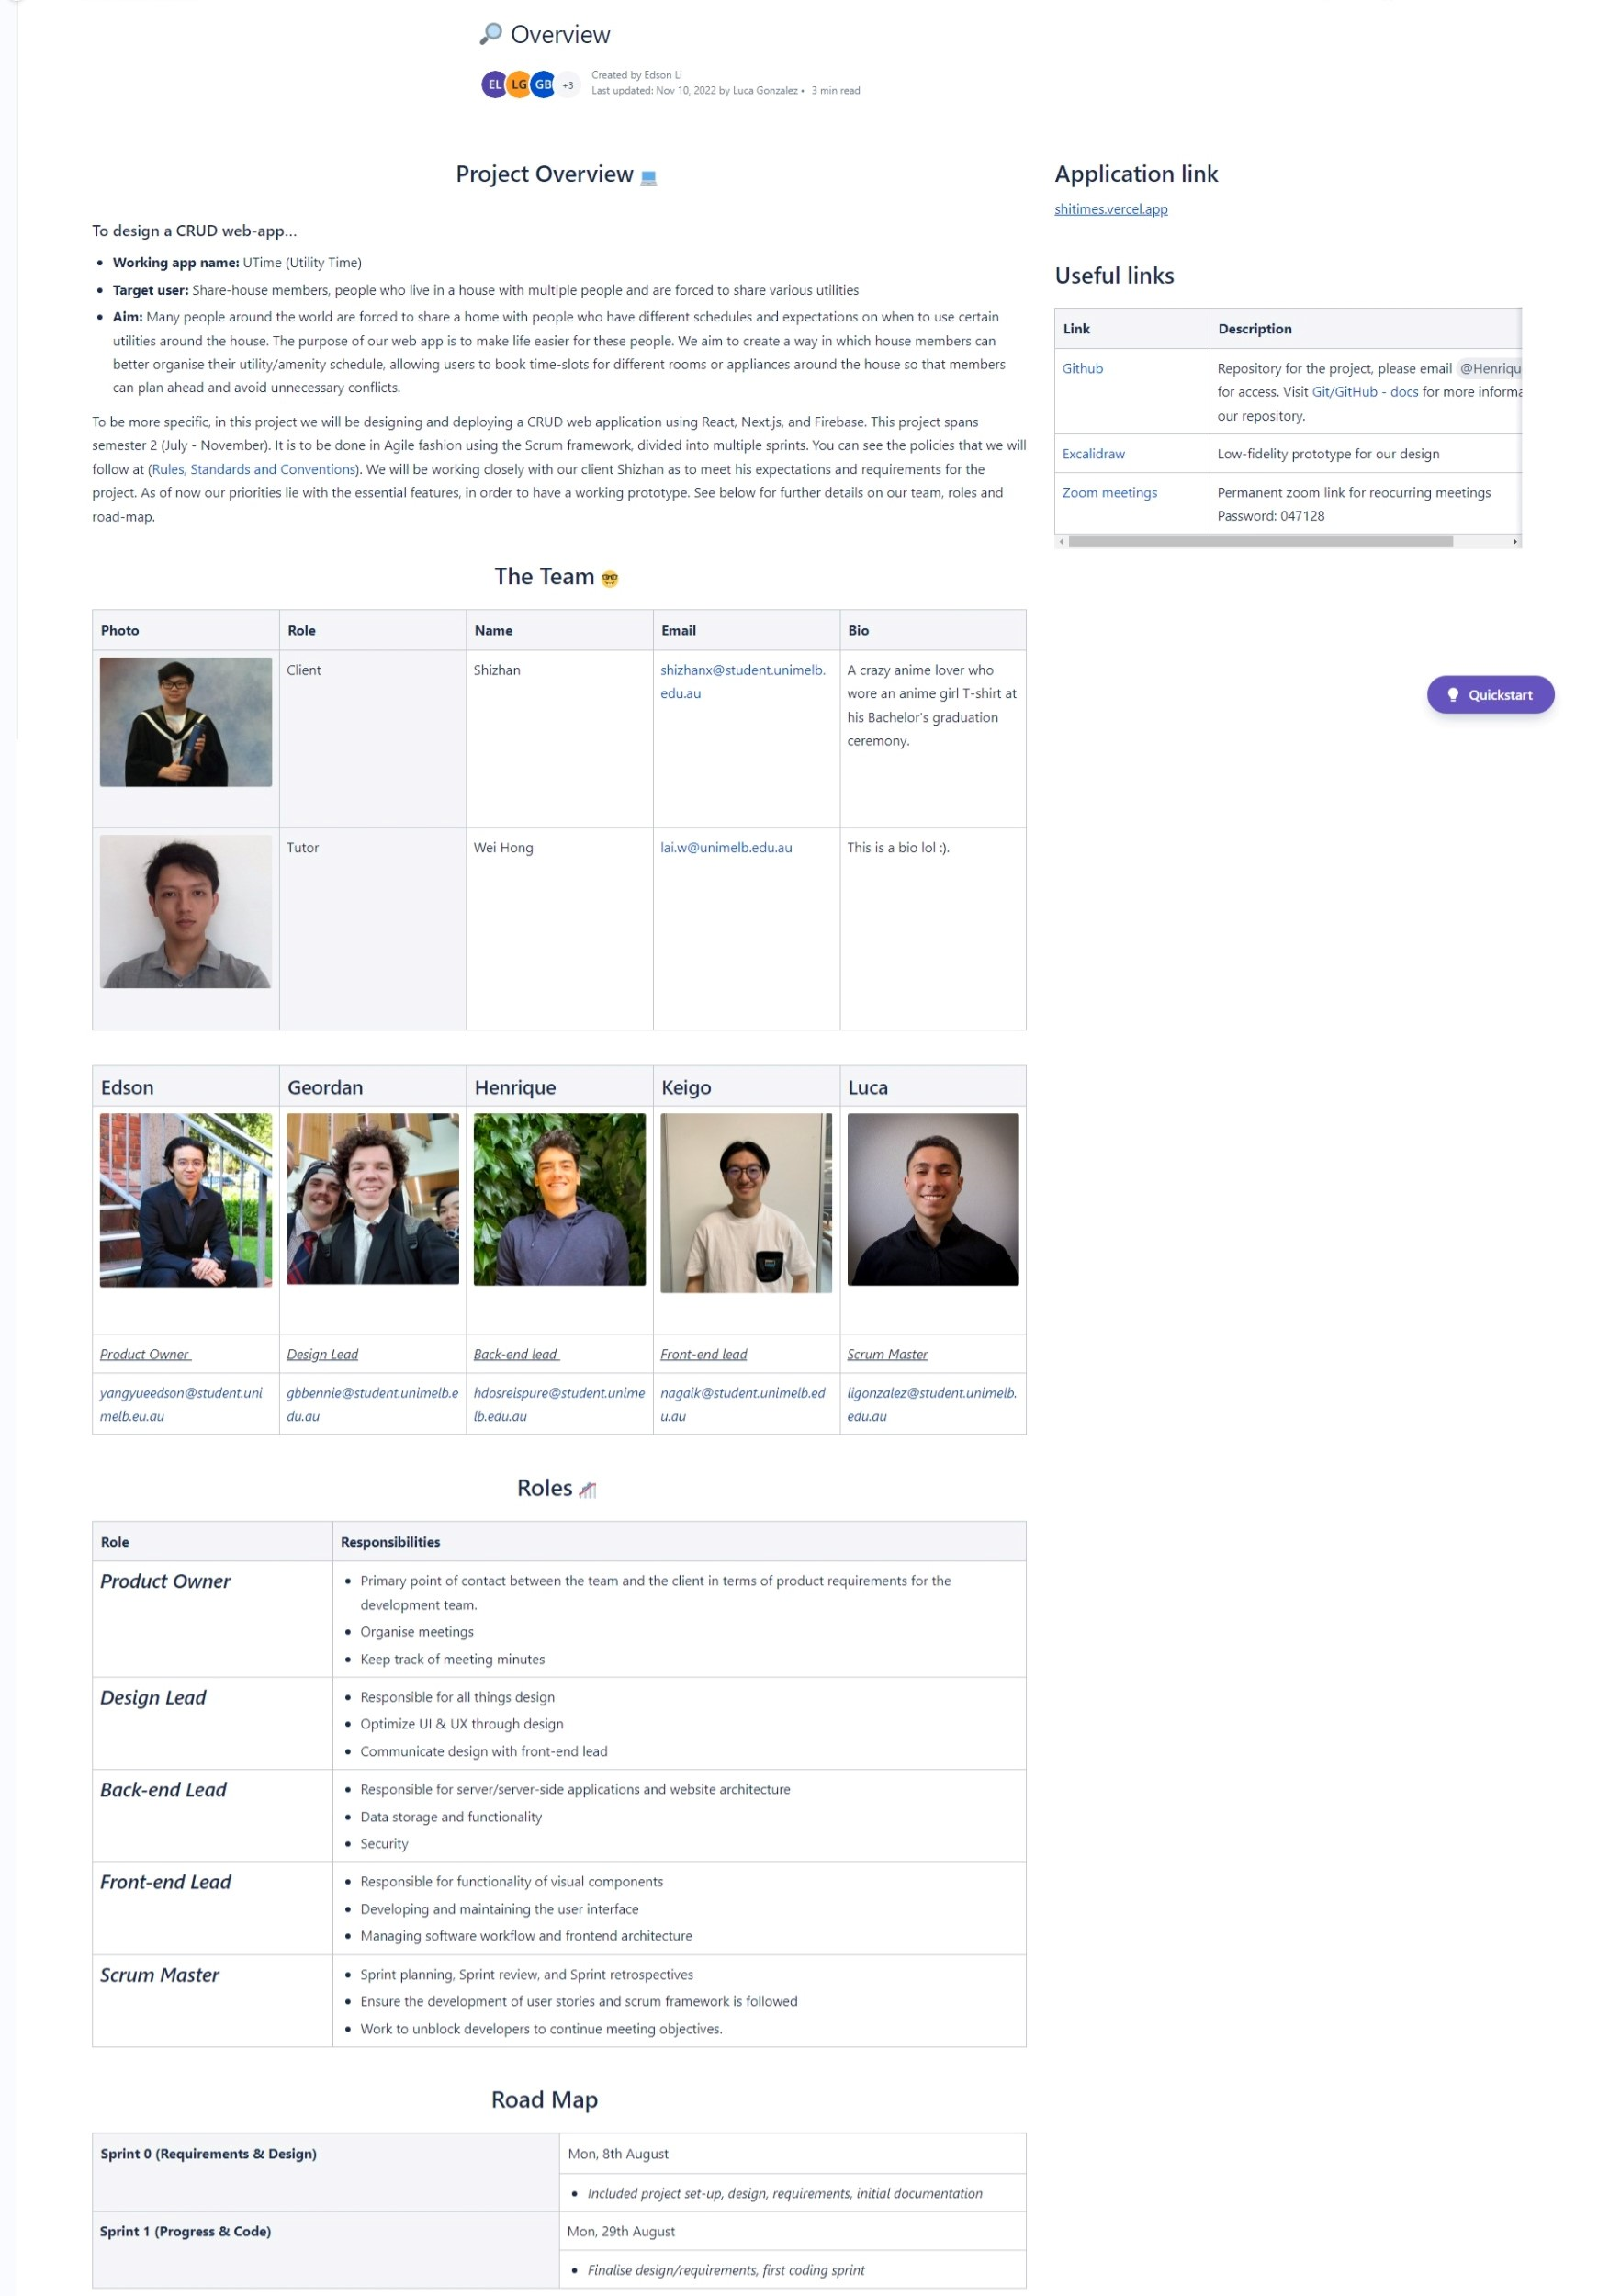 Overview
EL LG GB +3
Created by Edson Li
Last updated: Nov 10, 2022 by Luca Gonzalez • 3 min read
Project Overview
To design a CRUD web-app...
• Working app name: UTime (Utility Time)
• Target user: Share-house members, people who live in a house with multiple people and are forced to share various utilities
• Aim: Many people around the world are forced to share a home with people who have different schedules and expectations on when to use certain
utilities around the house. The purpose of our web app is to make life easier for these people. We aim to create a way in which house members can
better organise their utility/amenity schedule, allowing users to book time-slots for different rooms or appliances around the house so that members
can plan ahead and avoid unnecessary conflicts.
To be more specific, in this project we will be designing and deploying a CRUD web application using React, Next.js, and Firebase. This project spans
semester 2 (July - November). It is to be done in Agile fashion using the Scrum framework, divided into multiple sprints. You can see the policies that we will
follow at (Rules, Standards and Conventions). We will be working closely with our client Shizhan as to meet his expectations and requirements for the
project. As of now our priorities lie with the essential features, in order to have a working prototype. See below for further details on our team, roles and
road-map.
Application link
shitimes.vercel.app
Useful links
Link Description
Github Repository for the project, please email @Henriqu
for access. Visit Git/GitHub - docs for more informa
our repository.
Excalidraw Low-fidelity prototype for our design
Zoom meetings Permanent zoom link for reocurring meetings
Password: 047128
Quickstart
The Team
Photo Role Name Email Bio
Client Shizhan shizhanx@student.unimelb. A crazy anime lover who
edu.au wore an anime girl T-shirt at
his Bachelor's graduation
ceremony.
Tutor Wei Hong lai.w@unimelb.edu.au This is a bio lol :).
Edson Geordan Henrique Keigo Luca
Product Owner Design Lead Back-end lead Front-end lead Scrum Master
yangyueedson@student.uni gbbennie@student.unimelb.e hdosreispure@student.unime nagaik@student.unimelb.ed ligonzalez@student.unimelb.
melb.eu.au du.au lb.edu.au u.au edu.au
Roles
Role Responsibilities
Product Owner • Primary point of contact between the team and the client in terms of product requirements for the
development team.
• Organise meetings
• Keep track of meeting minutes
Design Lead • Responsible for all things design
• Optimize UI & UX through design
• Communicate design with front-end lead
Back-end Lead • Responsible for server/server-side applications and website architecture
• Data storage and functionality
• Security
Front-end Lead • Responsible for functionality of visual components
• Developing and maintaining the user interface
• Managing software workflow and frontend architecture
Scrum Master • Sprint planning, Sprint review, and Sprint retrospectives
• Ensure the development of user stories and scrum framework is followed
• Work to unblock developers to continue meeting objectives.
Road Map
Sprint 0 (Requirements & Design) Mon, 8th August
• Included project set-up, design, requirements, initial documentation
Sprint 1 (Progress & Code) Mon, 29th August
• Finalise design/requirements, first coding sprint